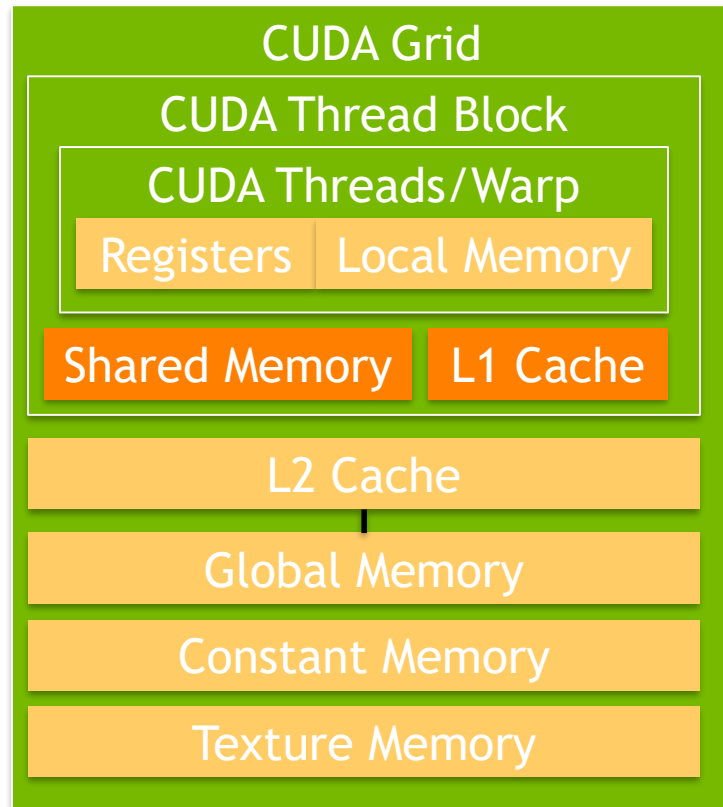 CUDA Grid
CUDA Thread Block
CUDA Threads/Warp
Registers Local Memory
Shared Memory L1 Cache
L2 Cache
Global Memory
Constant Memory
Texture Memory